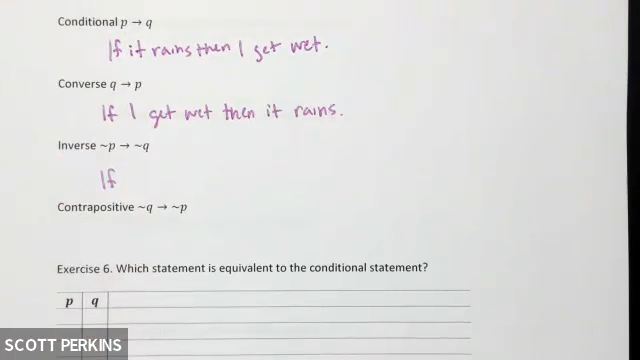 Conditional p → q
If it rains then I get wet.
Converse q → p
If I get wet then it rains.
Inverse ~p → ~q
If
Contrapositive ~q → ~p
Exercise 6. Which statement is equivalent to the conditional statement?
p q
SCOTT PERKINS